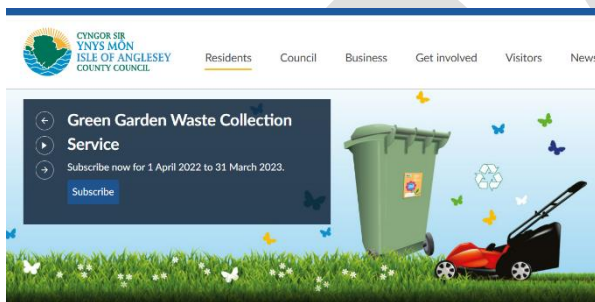 CYNGOR SIR
YNYS MÔN
ISLE OF ANGLESEY
COUNTY COUNCIL
Residents Council Business Get involved Visitors News
Green Garden Waste Collection
Service
Subscribe now for 1 April 2022 to 31 March 2023.
Subscribe